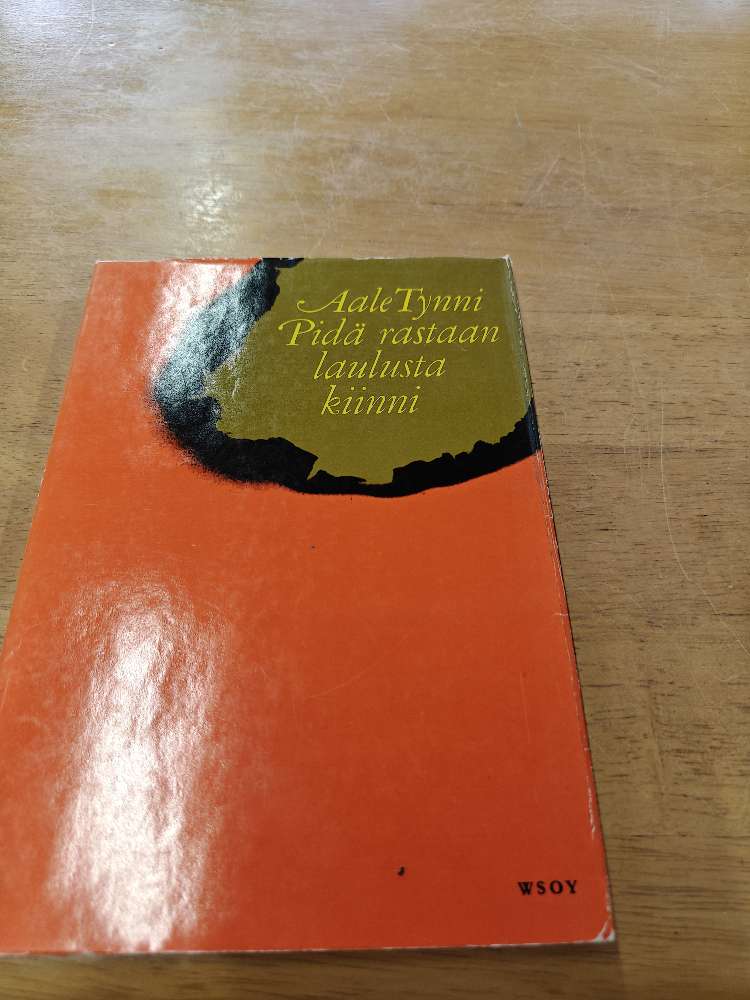 Aale Tynni
Pidä rastaan
laulusta
kiinni
WSOY